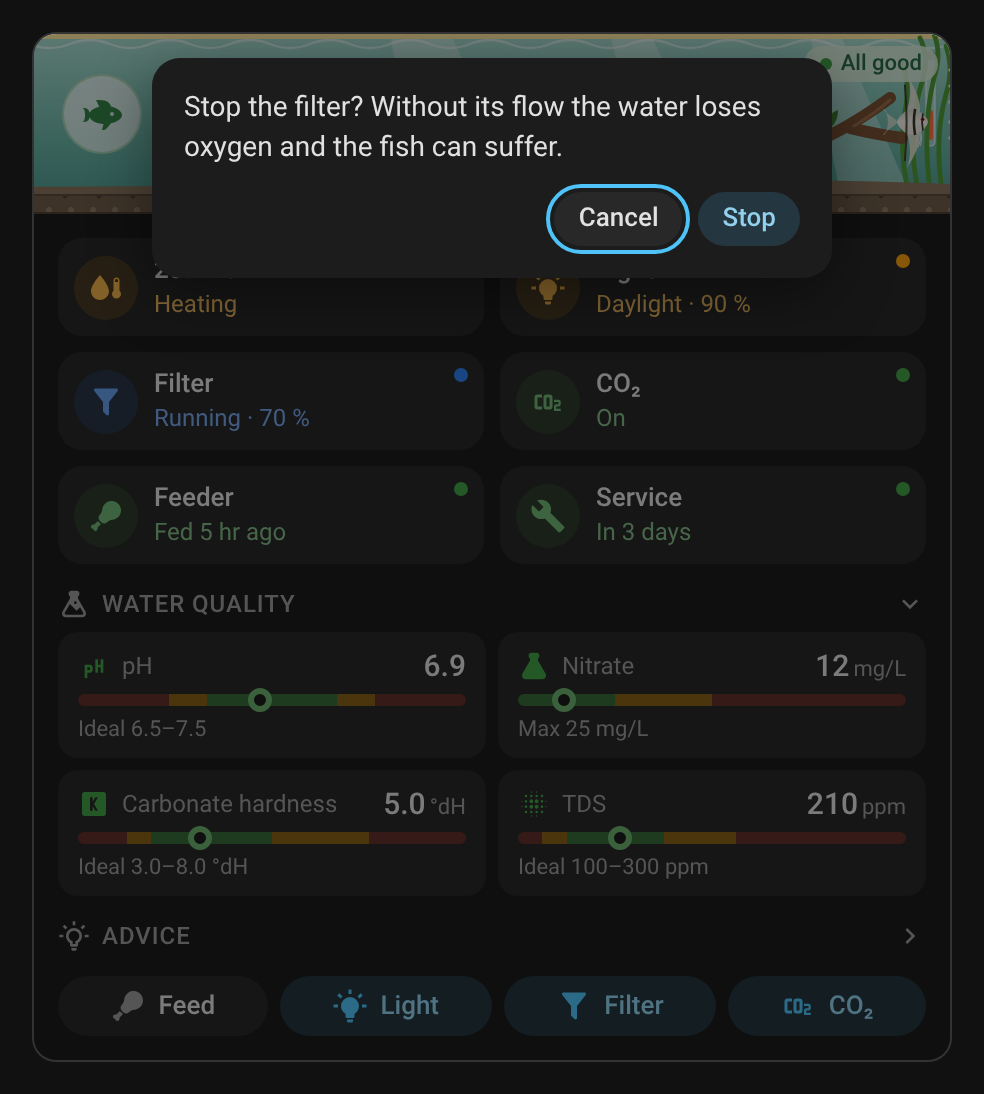 All good
Stop the filter? Without its flow the water loses
oxygen and the fish can suffer.
Cancel
Stop
Heating
Daylight · 90 %
Filter
Running · 70 %
CO₂
CO₂
On
Feeder
Fed 5 hr ago
Service
In 3 days
WATER QUALITY
pH
pH
6.9
Ideal 6.5–7.5
Nitrate
12 mg/L
Max 25 mg/L
K
Carbonate hardness
5.0 °dH
Ideal 3.0–8.0 °dH
TDS
210 ppm
Ideal 100–300 ppm
ADVICE
Feed
Light
Filter
CO₂
CO₂